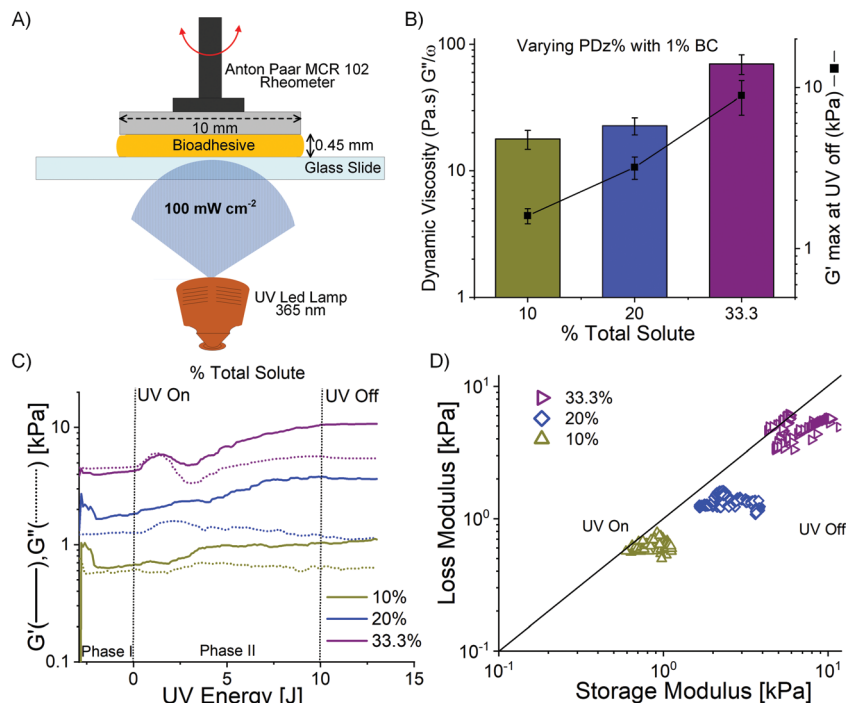 A)
Anton Paar MCR 102
Rheometer
10 mm
Bioadhesive
0.45 mm
Glass Slide
100 mW cm⁻²
UV Led Lamp
365 nm
B)
Varying PDz% with 1% BC
Dynamic Viscosity (Pa.s) G"/ω
100
10
1
10
20
33.3
% Total Solute
10
1
G' max at UV off (kPa)
C)
% Total Solute
UV On
UV Off
G'(——),G"(······) [kPa]
10
1
0.1
10%
20%
33.3%
Phase I
Phase II
0
5
10
15
UV Energy [J]
D)
33.3%
20%
10%
UV On
UV Off
Loss Modulus [kPa]
10¹
10⁰
10⁻¹
10⁻¹
10⁰
10¹
Storage Modulus [kPa]